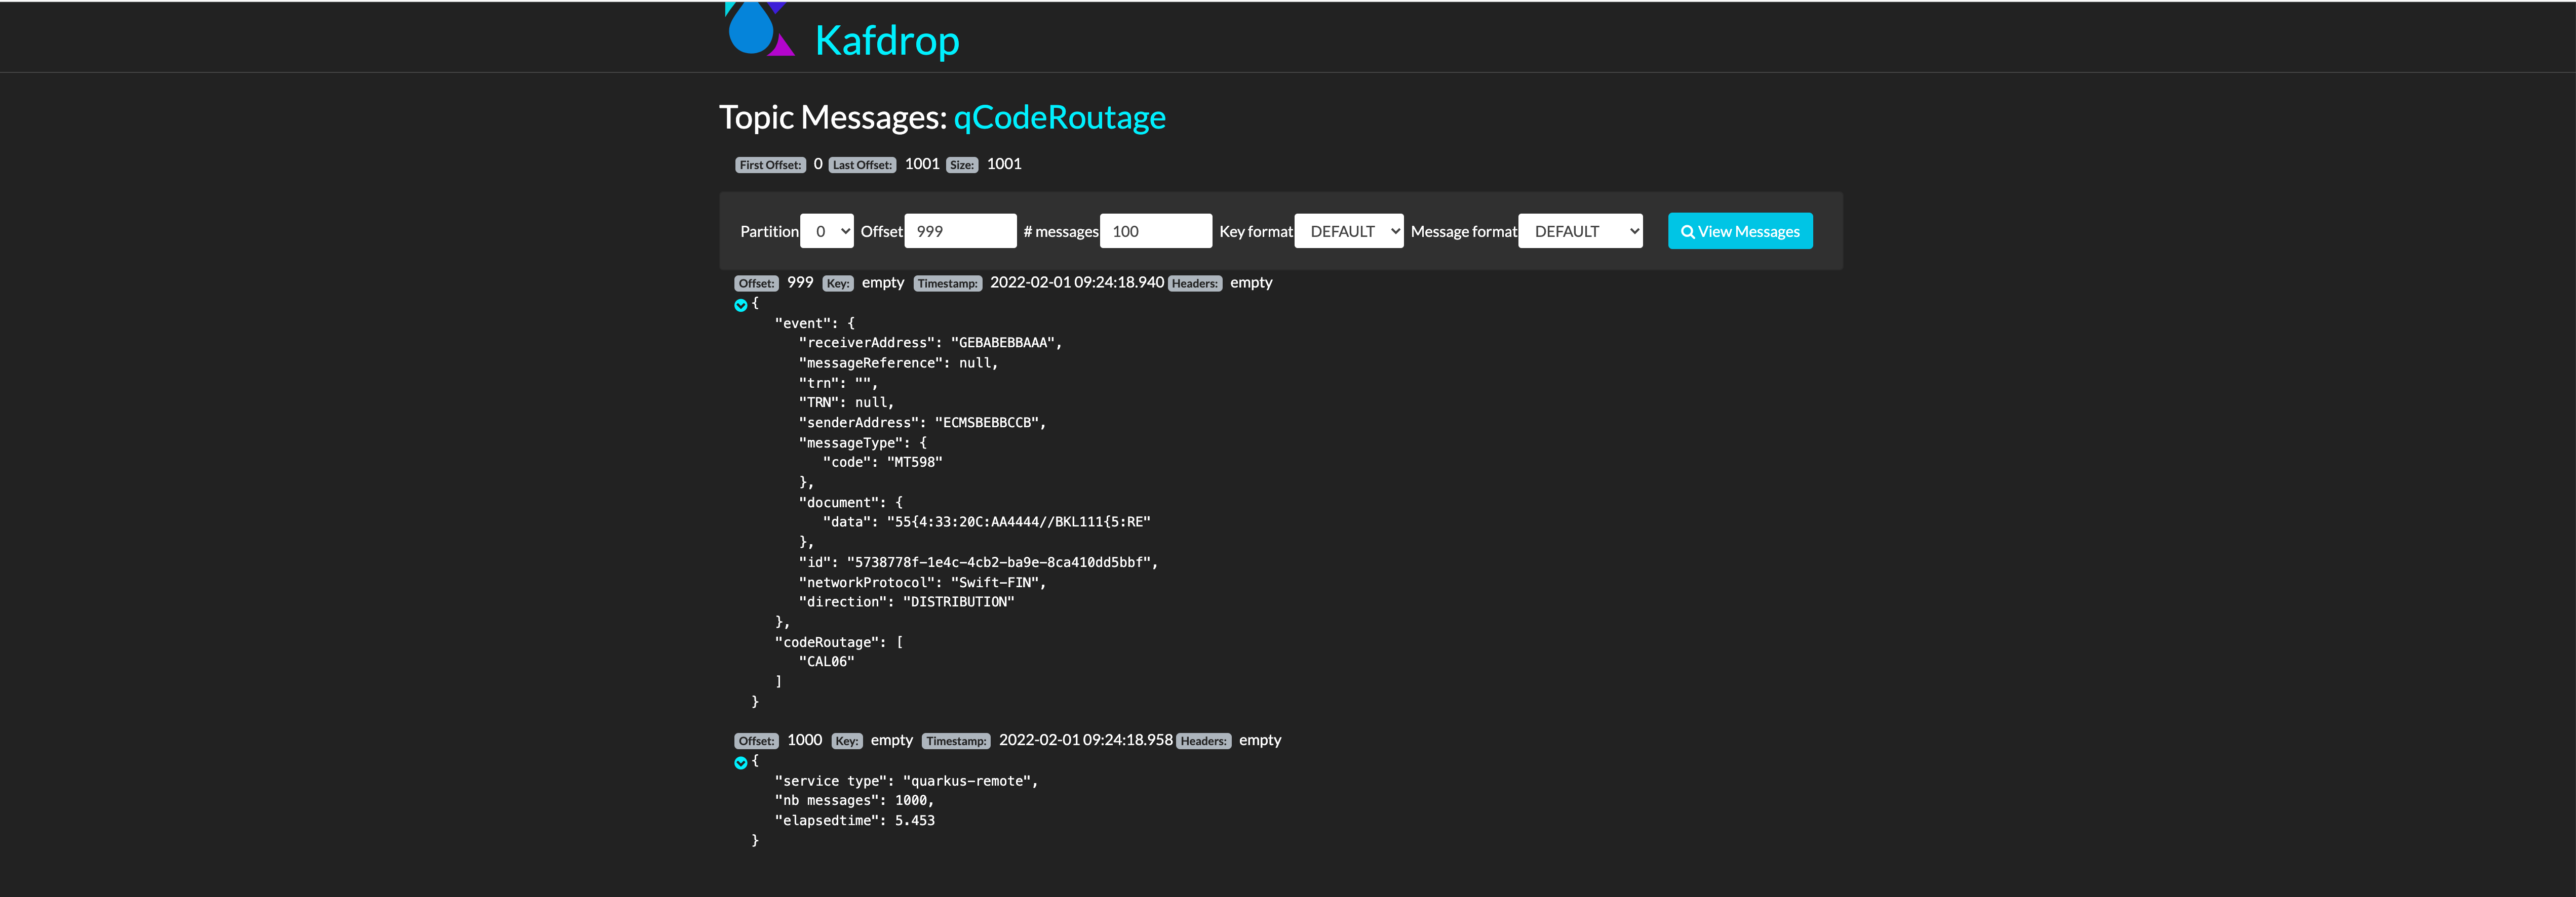 Kafdrop
Topic Messages: qCodeRoutage
First Offset: 0 Last Offset: 1001 Size: 1001
Partition 0 Offset 999 # messages 100 Key format DEFAULT Message format DEFAULT View Messages
Offset: 999 Key: empty Timestamp: 2022-02-01 09:24:18.940 Headers: empty
{
"event": {
"receiverAddress": "GEBABEBBAAA",
"messageReference": null,
"trn": "",
"TRN": null,
"senderAddress": "ECMSBEBBCCB",
"messageType": {
"code": "MT598"
},
"document": {
"data": "55{4:33:20C:AA4444//BKL111{5:RE"
},
"id": "5738778f-1e4c-4cb2-ba9e-8ca410dd5bbf",
"networkProtocol": "Swift-FIN",
"direction": "DISTRIBUTION"
},
"codeRoutage": [
"CAL06"
]
}
Offset: 1000 Key: empty Timestamp: 2022-02-01 09:24:18.958 Headers: empty
{
"service type": "quarkus-remote",
"nb messages": 1000,
"elapsedtime": 5.453
}